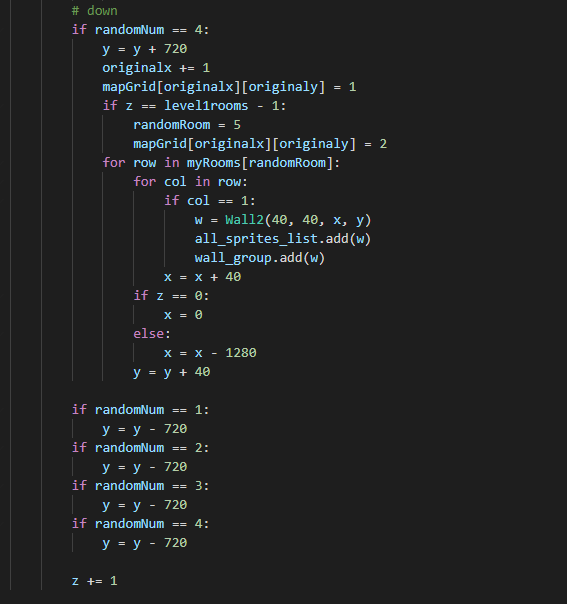 # down
if randomNum == 4:
    y = y + 720
    originalx += 1
    mapGrid[originalx][originaly] = 1
    if z == level1rooms - 1:
        randomRoom = 5
        mapGrid[originalx][originaly] = 2
    for row in myRooms[randomRoom]:
        for col in row:
            if col == 1:
                w = Wall2(40, 40, x, y)
                all_sprites_list.add(w)
                wall_group.add(w)
            x = x + 40
        if z == 0:
            x = 0
        else:
            x = x - 1280
        y = y + 40

if randomNum == 1:
    y = y - 720
if randomNum == 2:
    y = y - 720
if randomNum == 3:
    y = y - 720
if randomNum == 4:
    y = y - 720

z += 1